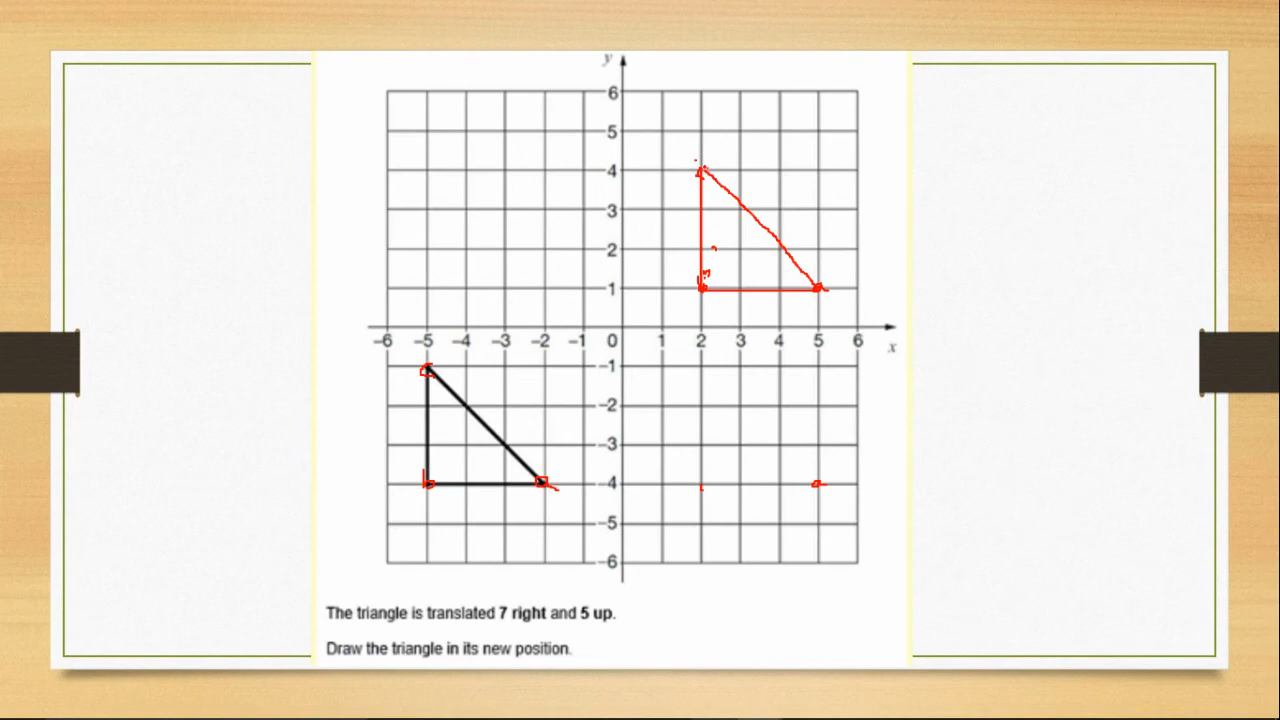 y
6
5
4
3
2
1
-6 -5 -4 -3 -2 -1 0 1 2 3 4 5 6
x
-1
-2
-3
-4
-5
-6
The triangle is translated 7 right and 5 up.
Draw the triangle in its new position.